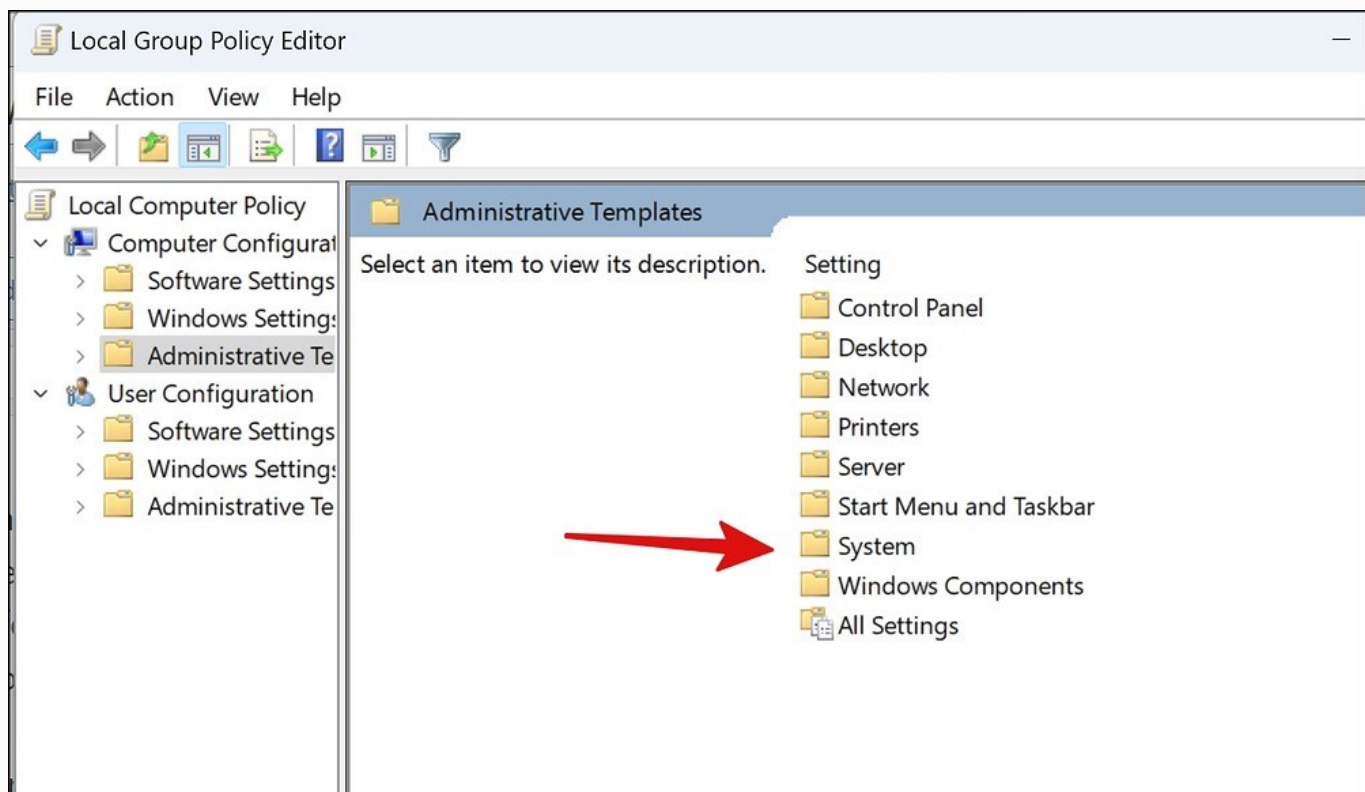 Local Group Policy Editor
File Action View Help
Local Computer Policy
Computer Configurat
Software Settings
Windows Settings
Administrative Te
User Configuration
Software Settings
Windows Settings
Administrative Te
Administrative Templates
Select an item to view its description.
Setting
Control Panel
Desktop
Network
Printers
Server
Start Menu and Taskbar
System
Windows Components
All Settings